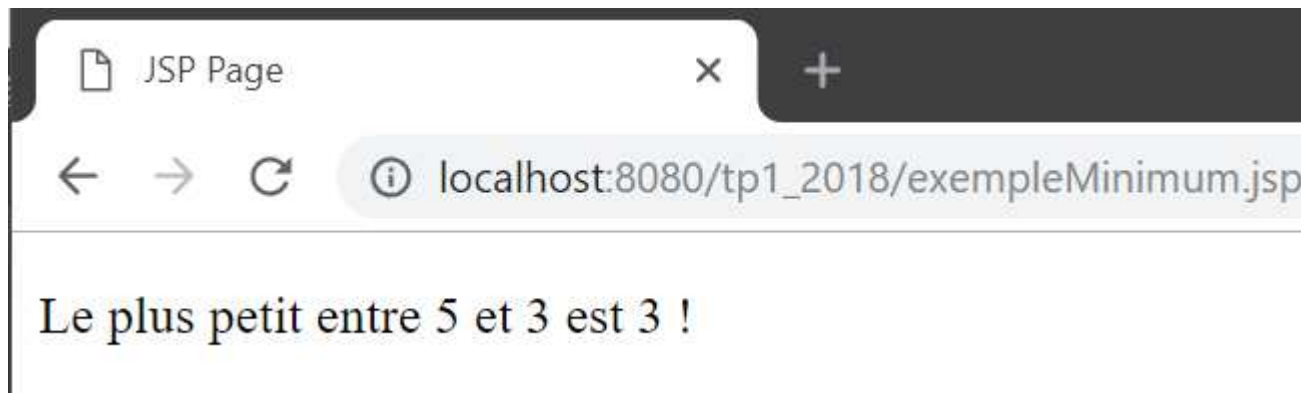 JSP Page
localhost:8080/tp1_2018/exempleMinimum.jsp
Le plus petit entre 5 et 3 est 3 !